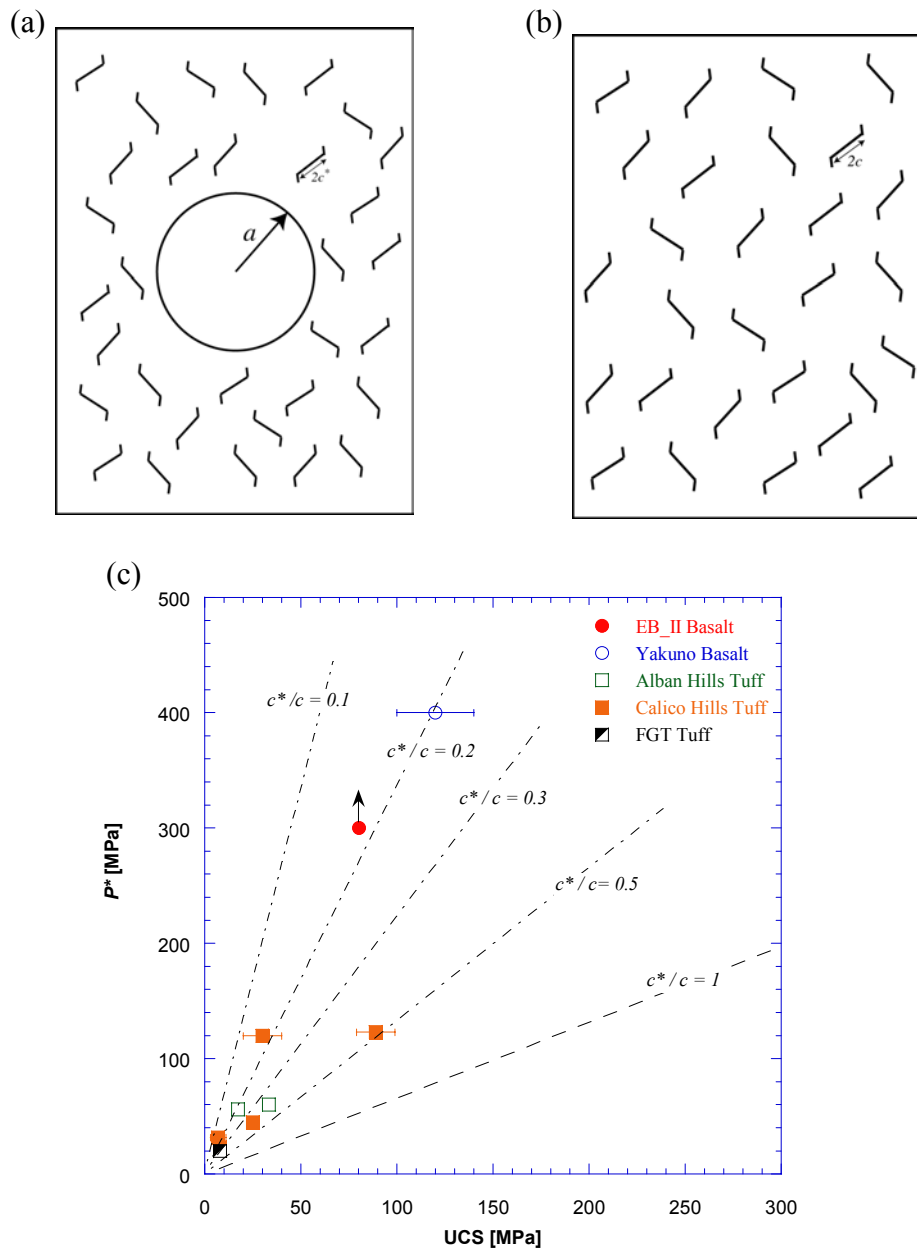 (a)
(b)
2c*
a
2c
(c)
500
400
300
200
100
0
P* [MPa]
EB_II Basalt
Yakuno Basalt
Alban Hills Tuff
Calico Hills Tuff
FGT Tuff
c*/c = 0.1
c*/c = 0.2
c*/c = 0.3
c*/c= 0.5
c*/c = 1
0 50 100 150 200 250 300
UCS [MPa]